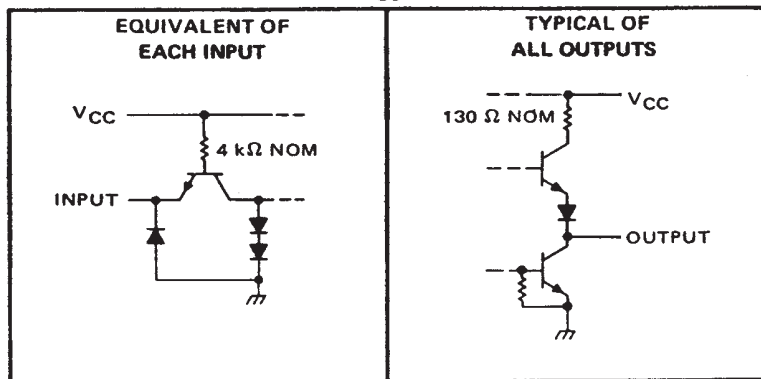 EQUIVALENT OF
EACH INPUT
VCC
4 kΩ NOM
INPUT
TYPICAL OF
ALL OUTPUTS
VCC
130 Ω NOM
OUTPUT